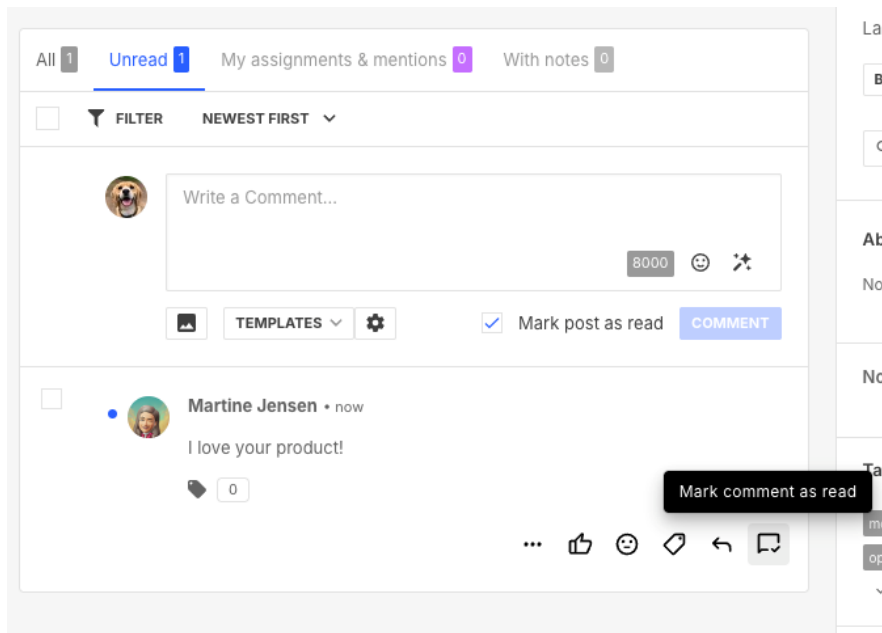 All 1 Unread 1 My assignments & mentions 0 With notes 0
FILTER NEWEST FIRST
Write a Comment...
8000
TEMPLATES Mark post as read COMMENT
Martine Jensen • now
I love your product!
0
Mark comment as read
La
Ab
No
No
Ta
op